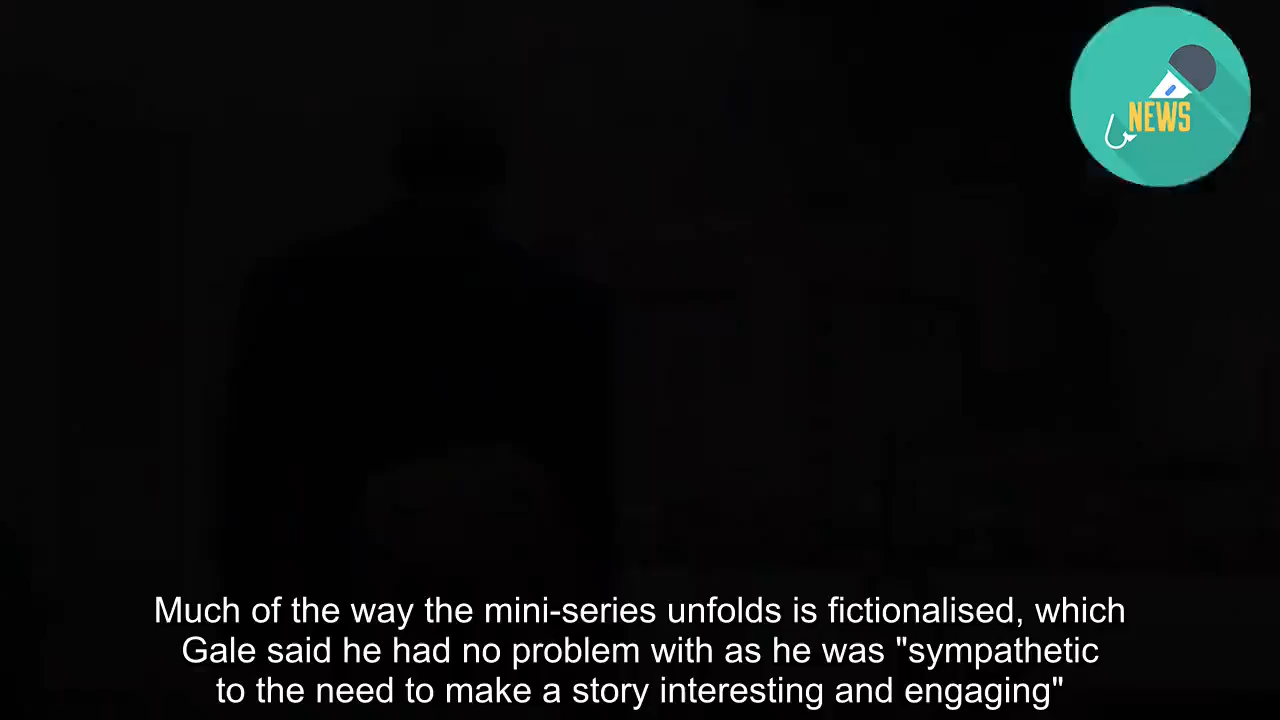 NEWS
Much of the way the mini-series unfolds is fictionalised, which
Gale said he had no problem with as he was "sympathetic
to the need to make a story interesting and engaging"